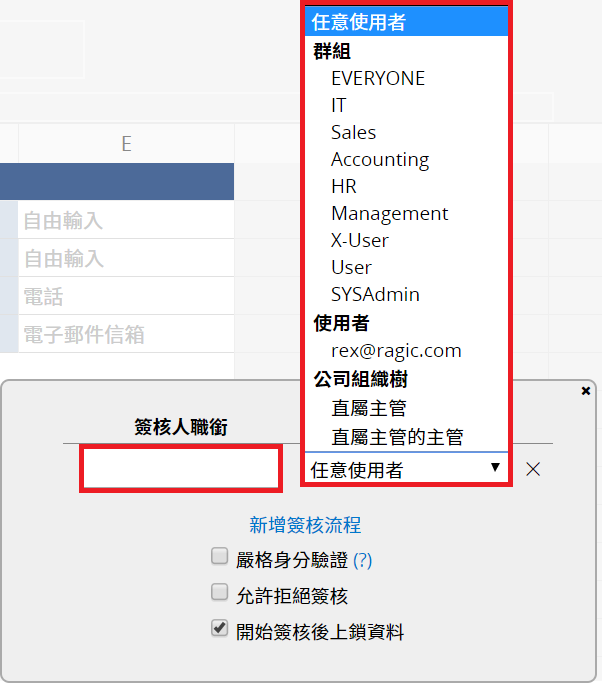 任意使用者
群組
EVERYONE
IT
Sales
Accounting
HR
Management
X-User
User
SYSAdmin
使用者
rex@ragic.com
公司組織樹
直屬主管
直屬主管的主管
E
自由輸入
自由輸入
電話
電子郵件信箱
簽核人職銜
任意使用者
新增簽核流程
嚴格身分驗證 (?)
允許拒絕簽核
開始簽核後上鎖資料